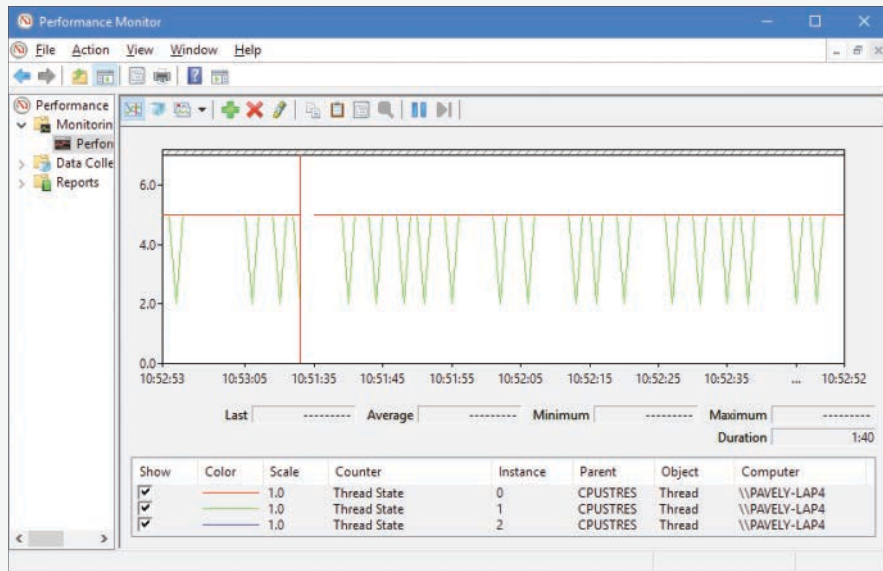 Performance Monitor
File Action View Window Help
Performance
Monitorin
Perfon
Data Colle
Reports
6.0
4.0
2.0
0.0
10:52:53 10:53:05 10:51:35 10:51:45 10:51:55 10:52:05 10:52:15 10:52:25 10:52:35 ... 10:52:52
Last --------- Average --------- Minimum --------- Maximum ---------
Duration 1:40
Show Color Scale Counter Instance Parent Object Computer
1.0 Thread State 0 CPUSTRES Thread \\PAVELY-LAP4
1.0 Thread State 1 CPUSTRES Thread \\PAVELY-LAP4
1.0 Thread State 2 CPUSTRES Thread \\PAVELY-LAP4